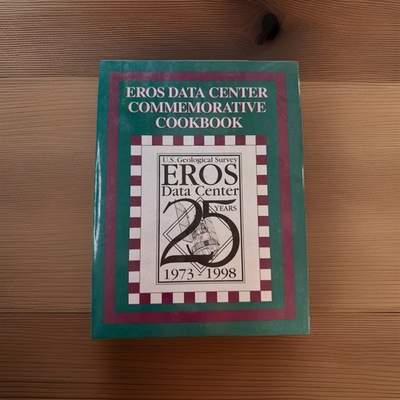 EROS DATA CENTER
COMMEMORATIVE
COOKBOOK
U.S. Geological Survey
EROS
Data Center
25
YEARS
1973 - 1998